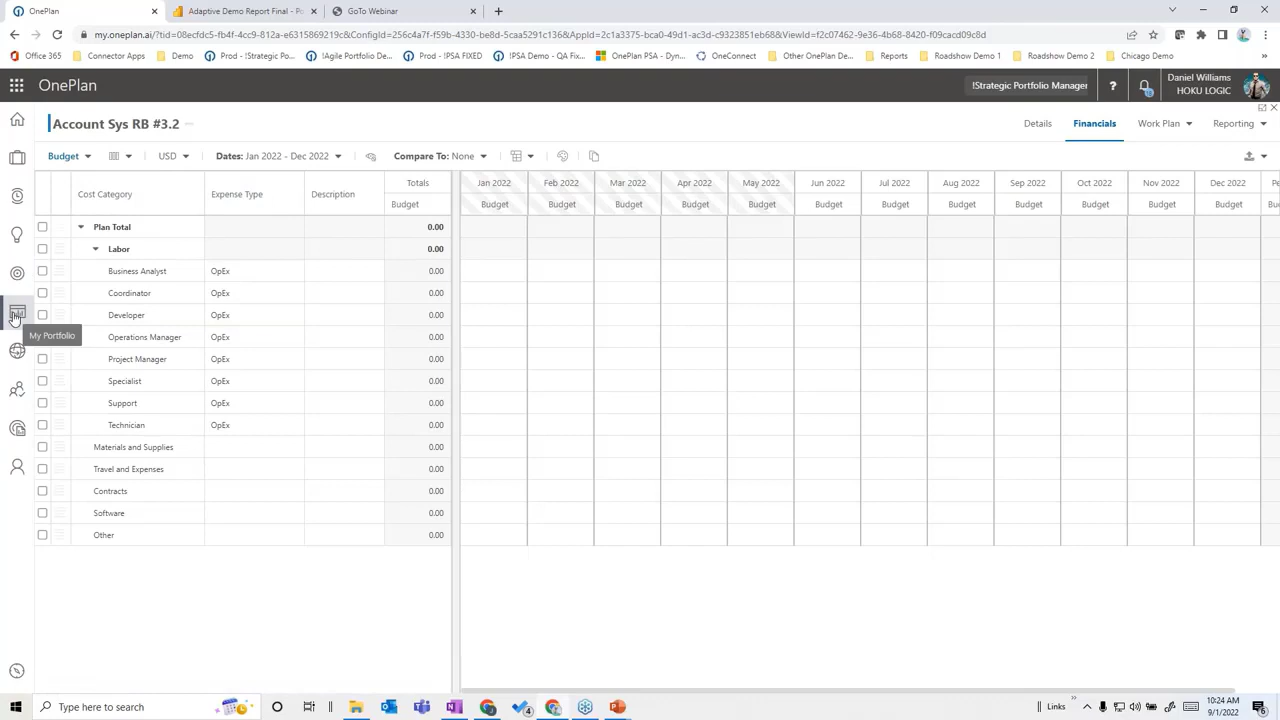 OnePlan
Adaptive Demo Report Final - Po
GoTo Webinar
my.oneplan.ai/?tid=08ecfdc5-fb4f-4cc9-812a-e6315869219c&ConfigId=256c4a7f-f59b-4330-be8d-5caa5291c136&AppId=2c1a3375-bca0-49d1-ac3d-c9322851eb68&ViewId=f2c07462-9e36-4b68-8420-f09cacd09c8d
Office 365
Connector Apps
Demo
Prod - !Strategic Po...
!Agile Portfolio De...
Prod - !PSA FIXED
!PSA Demo - QA Fix...
OnePlan PSA - Dyn...
OneConnect
Other OnePlan De...
Reports
Roadshow Demo 1
Roadshow Demo 2
Chicago Demo
»
OnePlan
!Strategic Portfolio Manager
?
Daniel Williams
HOKU LOGIC
Account Sys RB #3.2
Details
Financials
Work Plan
Reporting
Budget
USD
Dates: Jan 2022 - Dec 2022
Compare To: None
Cost Category Expense Type Description Totals
Budget
Jan 2022 Feb 2022 Mar 2022 Apr 2022 May 2022 Jun 2022 Jul 2022 Aug 2022 Sep 2022 Oct 2022 Nov 2022 Dec 2022 Pe
Budget Budget Budget Budget Budget Budget Budget Budget Budget Budget Budget Budget Bu
Plan Total 0.00
Labor 0.00
Business Analyst OpEx 0.00
Coordinator OpEx 0.00
Developer OpEx 0.00
My Portfolio
Operations Manager OpEx 0.00
Project Manager OpEx 0.00
Specialist OpEx 0.00
Support OpEx 0.00
Technician OpEx 0.00
Materials and Supplies 0.00
Travel and Expenses 0.00
Contracts 0.00
Software 0.00
Other 0.00
Type here to search
4
Links
»
10:24 AM
9/1/2022
6